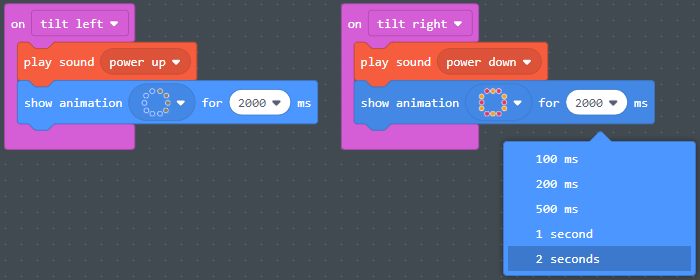 on tilt left
play sound power up
show animation for 2000 ms
on tilt right
play sound power down
show animation for 2000 ms
100 ms
200 ms
500 ms
1 second
2 seconds